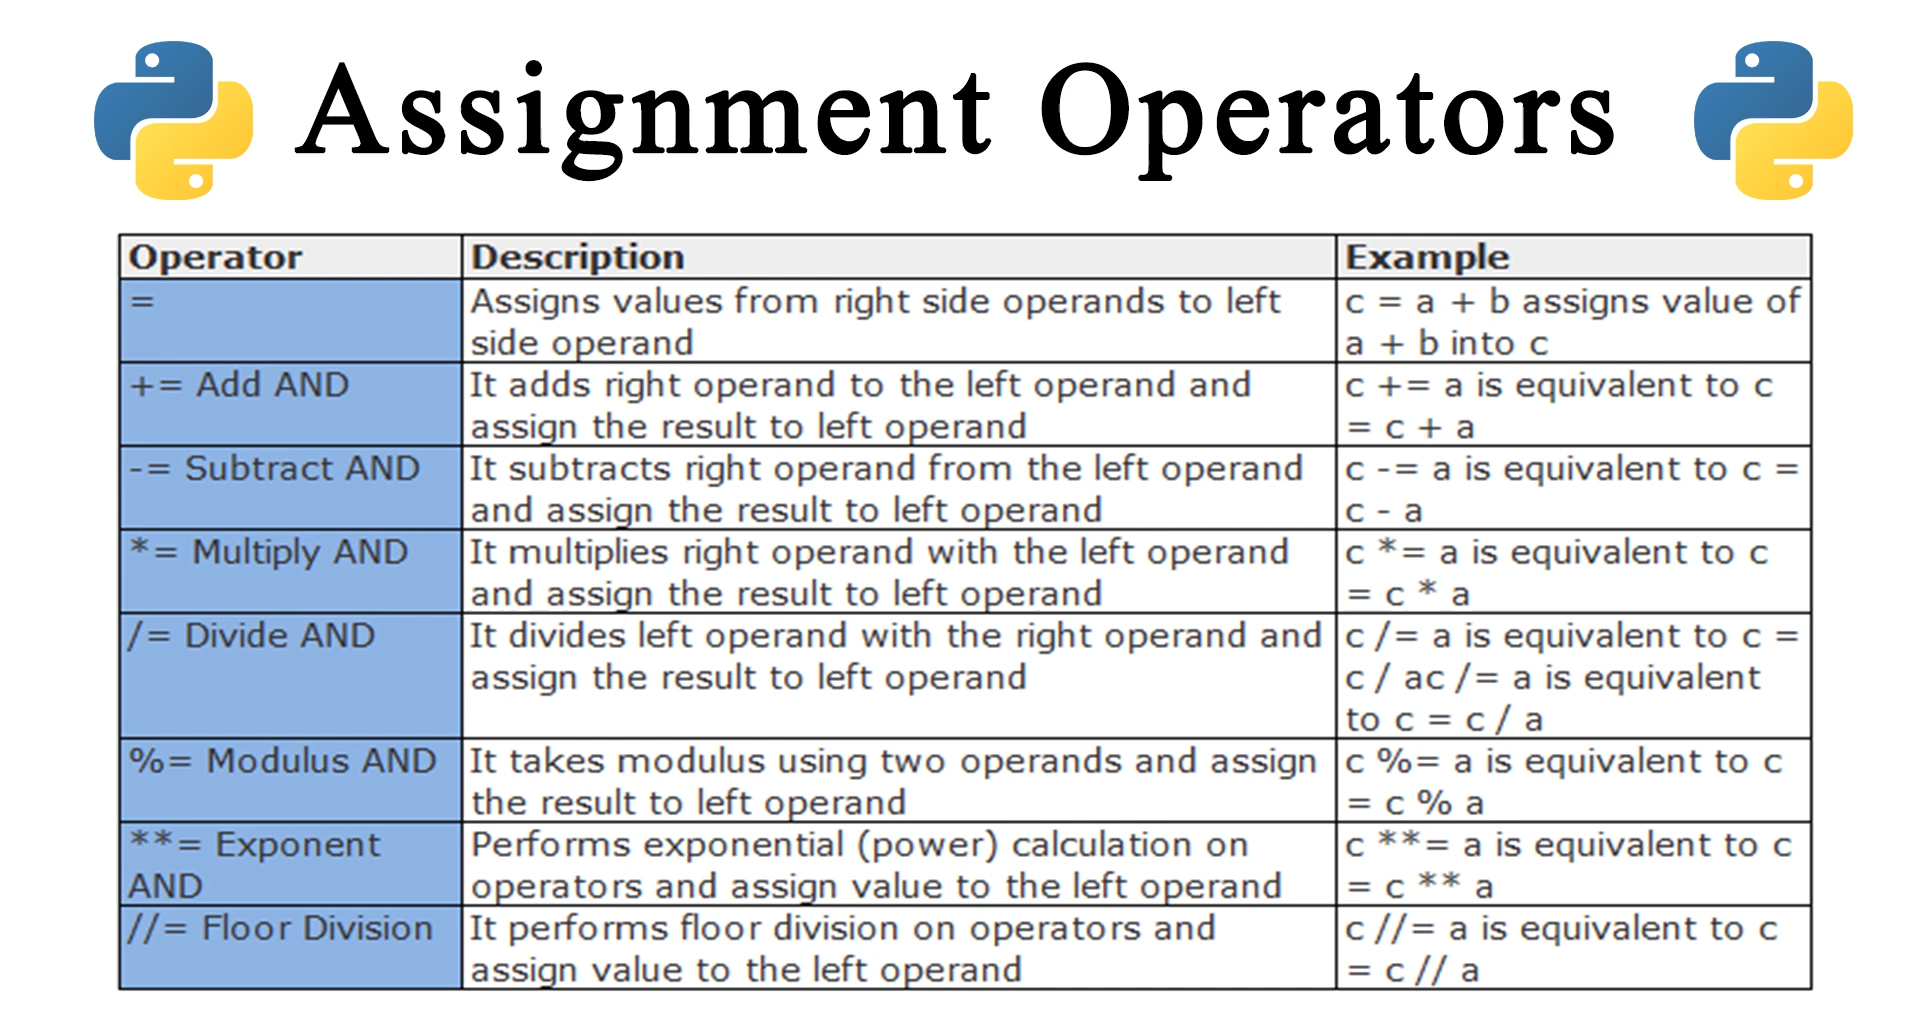 Assignment Operators
Operator Description Example
= Assigns values from right side operands to left c = a + b assigns value of
side operand a + b into c
+= Add AND It adds right operand to the left operand and c += a is equivalent to c
assign the result to left operand = c + a
-= Subtract AND It subtracts right operand from the left operand c -= a is equivalent to c =
and assign the result to left operand c - a
*= Multiply AND It multiplies right operand with the left operand c *= a is equivalent to c
and assign the result to left operand = c * a
/= Divide AND It divides left operand with the right operand and c /= a is equivalent to c =
assign the result to left operand c / ac /= a is equivalent
to c = c / a
%= Modulus AND It takes modulus using two operands and assign c %= a is equivalent to c
the result to left operand = c % a
**= Exponent Performs exponential (power) calculation on c **= a is equivalent to c
AND operators and assign value to the left operand = c ** a
//= Floor Division It performs floor division on operators and c //= a is equivalent to c
assign value to the left operand = c // a